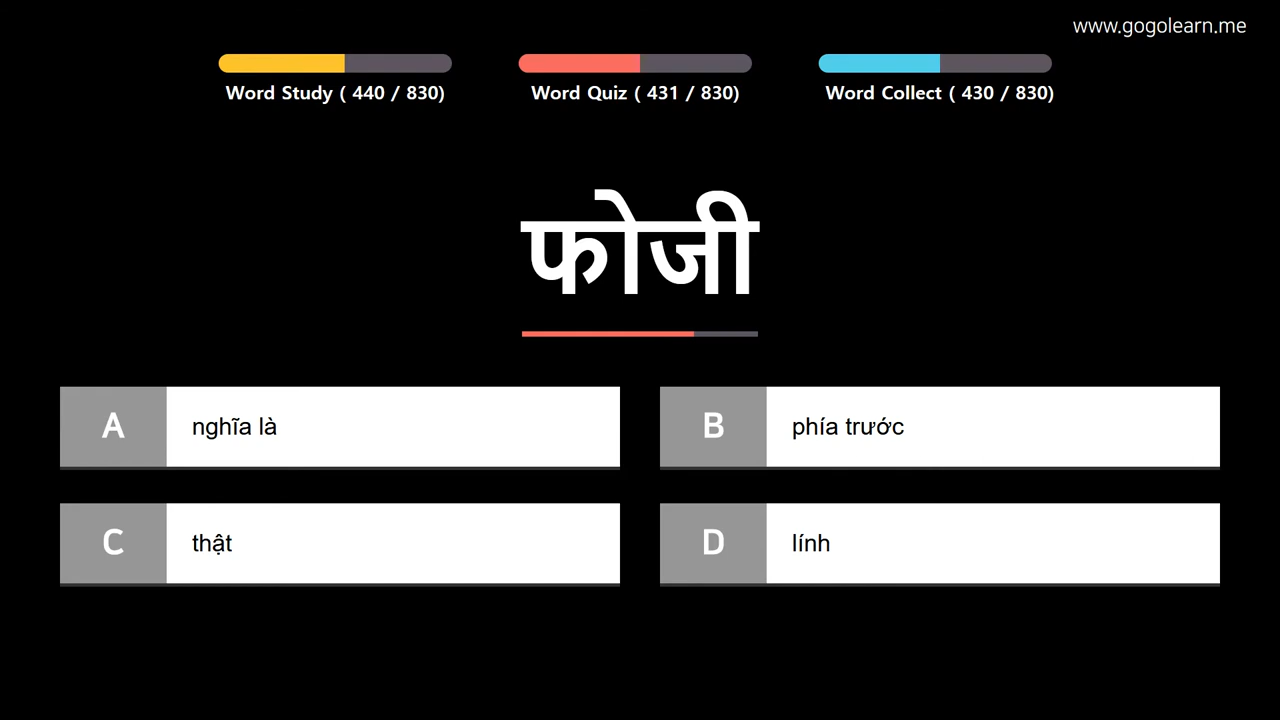 www.gogolearn.me
Word Study ( 440 / 830)
Word Quiz ( 431 / 830)
Word Collect ( 430 / 830)
फोजी
A nghĩa là
B phía trước
C thật
D lính